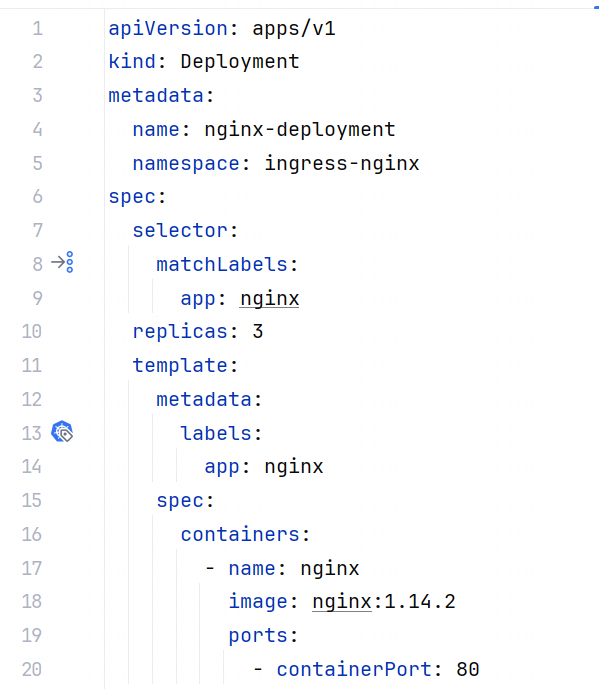 1 apiVersion: apps/v1
2 kind: Deployment
3 metadata:
4   name: nginx-deployment
5   namespace: ingress-nginx
6 spec:
7   selector:
8     matchLabels:
9       app: nginx
10   replicas: 3
11   template:
12     metadata:
13       labels:
14         app: nginx
15     spec:
16       containers:
17         - name: nginx
18           image: nginx:1.14.2
19           ports:
20             - containerPort: 80